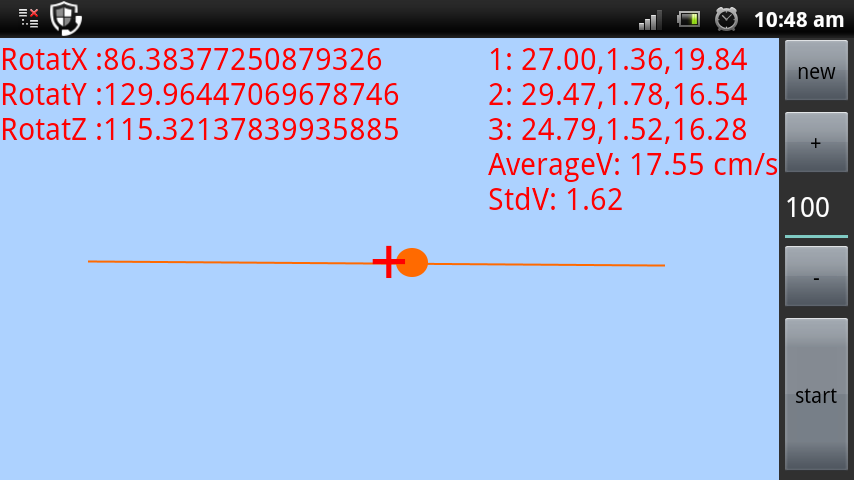 10:48 am
RotatX :86.38377250879326
RotatY :129.96447069678746
RotatZ :115.32137839935885
1: 27.00,1.36,19.84
2: 29.47,1.78,16.54
3: 24.79,1.52,16.28
AverageV: 17.55 cm/s
StdV: 1.62
new
+
100
-
start